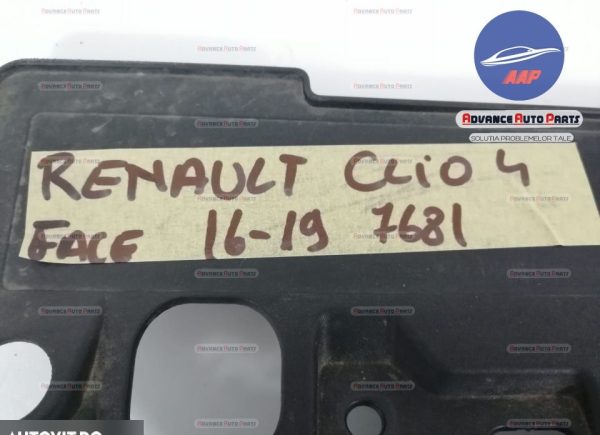 AAP
ADVANCE AUTO PARTS
SOLUTIA PROBLEMELOR TALE
RENAULT CLIO 4
FACE 16-19 7681
AUTOVIT.RO